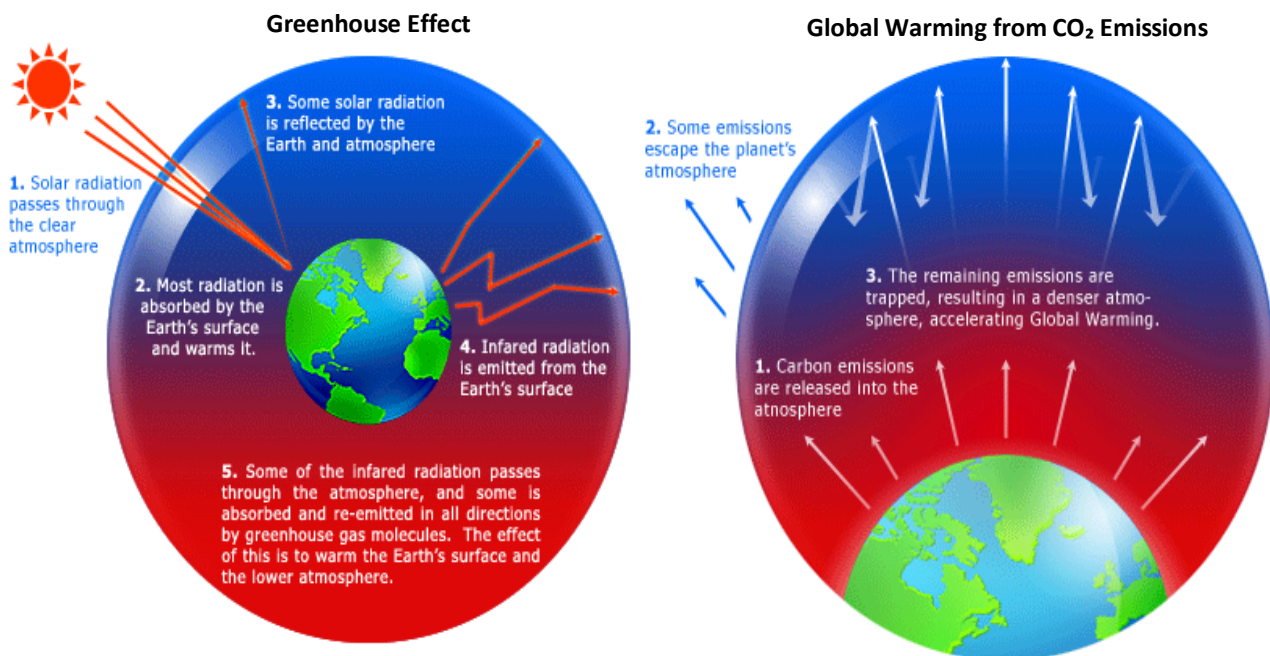 Greenhouse Effect
1. Solar radiation
passes through
the clear
atmosphere
2. Most radiation is
absorbed by the
Earth's surface
and warms it.
3. Some solar radiation
is reflected by the
Earth and atmosphere
4. Infared radiation
is emitted from the
Earth's surface
5. Some of the infared radiation passes
through the atmosphere, and some is
absorbed and re-emitted in all directions
by greenhouse gas molecules. The effect
of this is to warm the Earth's surface and
the lower atmosphere.
Global Warming from CO₂ Emissions
1. Carbon emissions
are released into the
atnosphere
2. Some emissions
escape the planet's
atmosphere
3. The remaining emissions are
trapped, resulting in a denser atmo-
sphere, accelerating Global Warming.